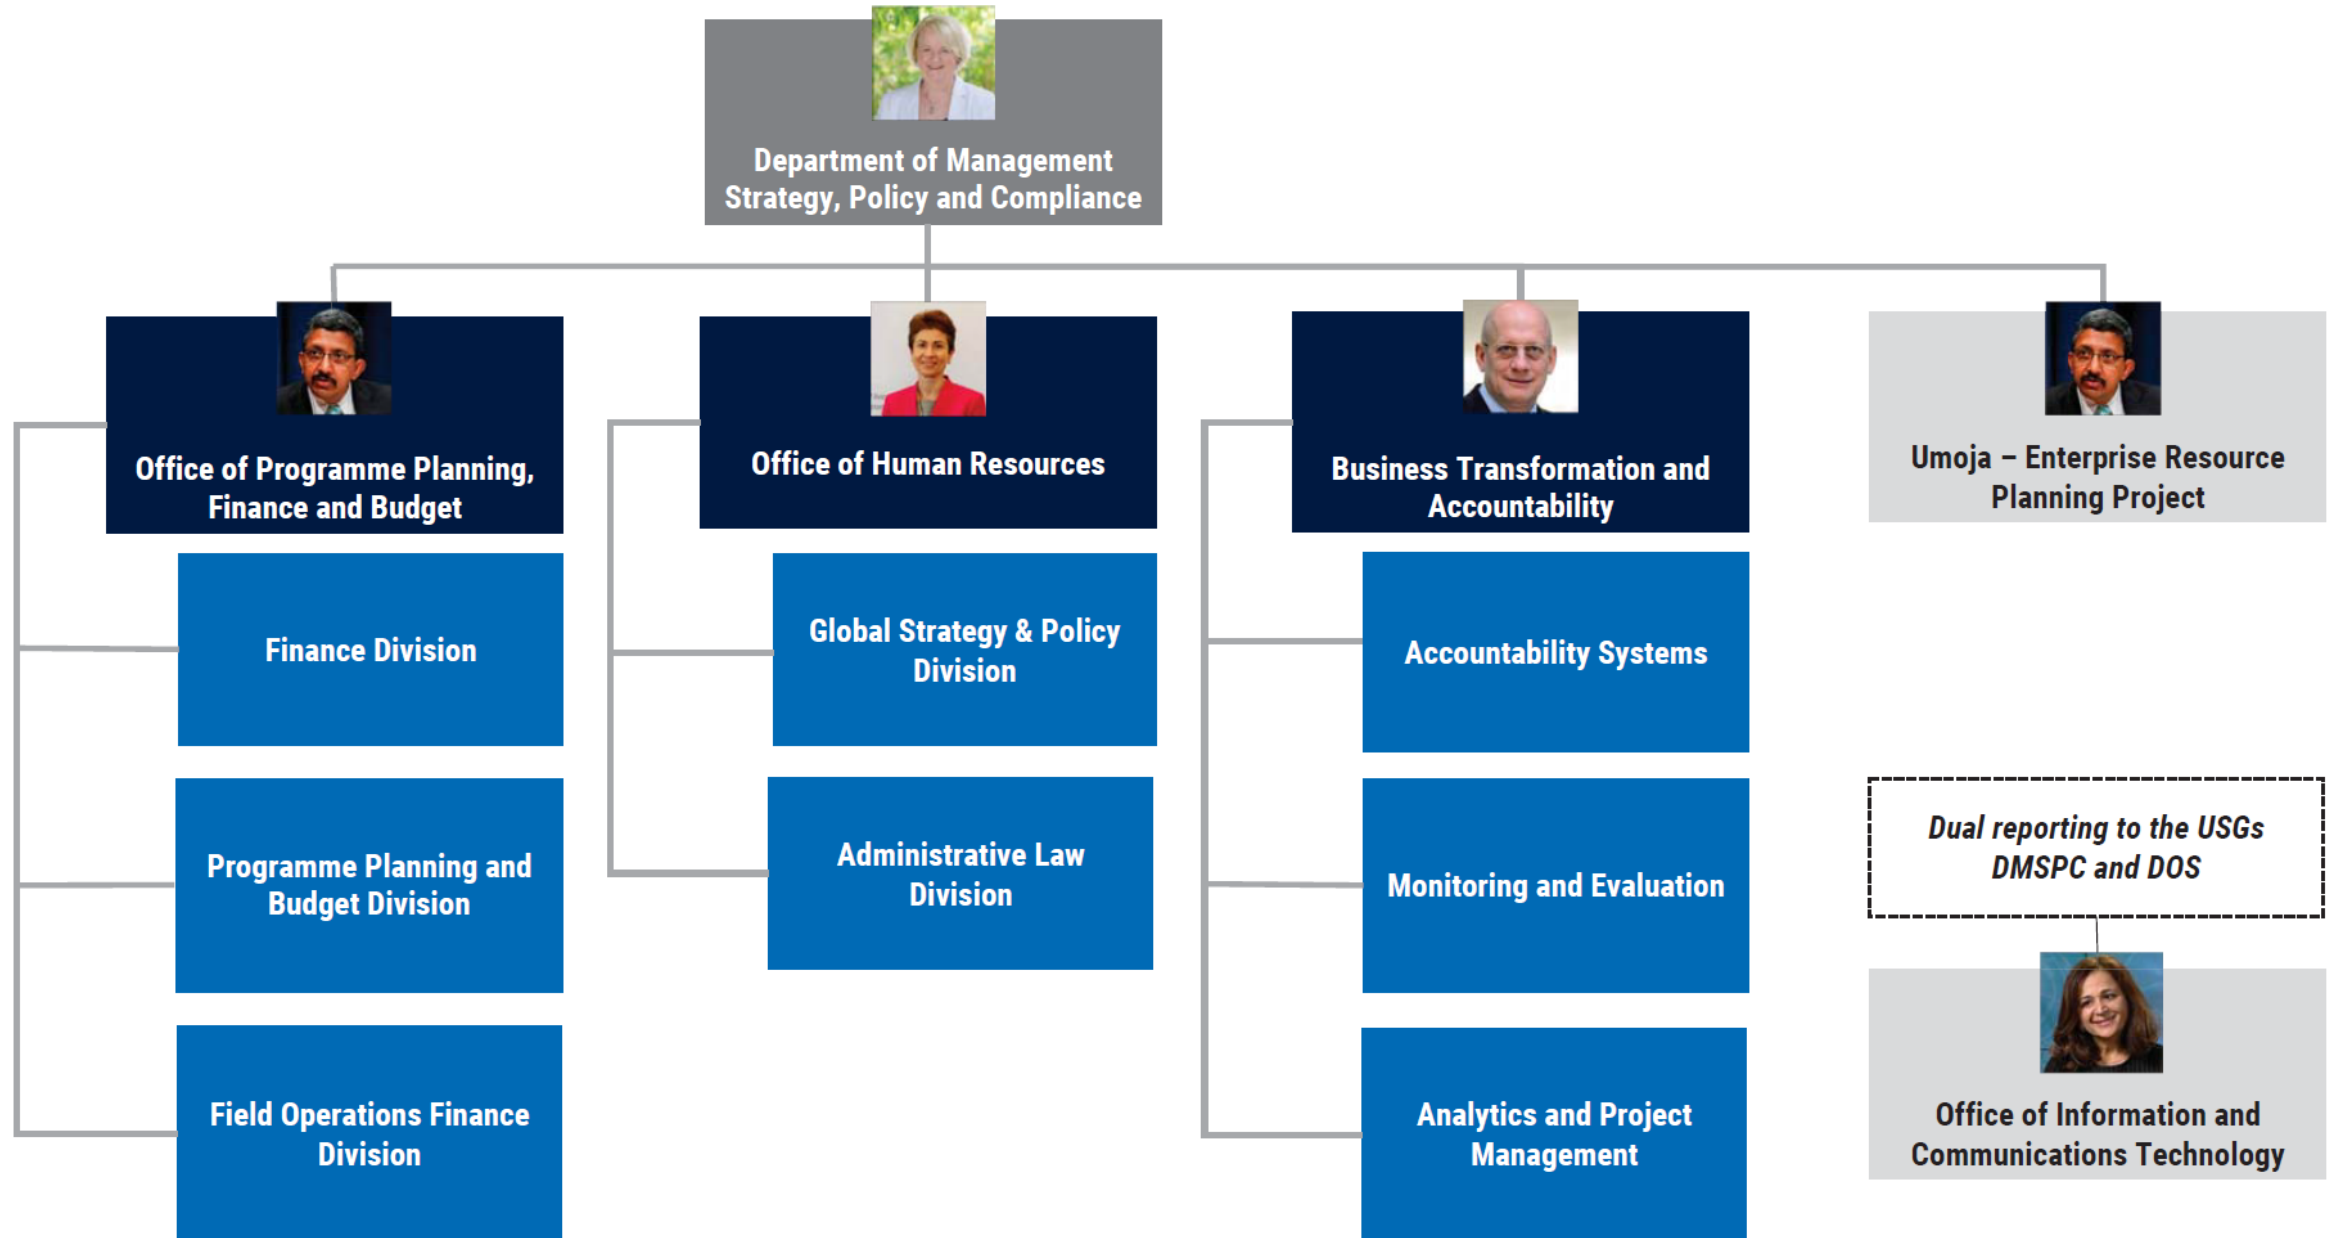 Department of Management
Strategy, Policy and Compliance
Office of Programme Planning,
Finance and Budget
Finance Division
Programme Planning and
Budget Division
Field Operations Finance
Division
Office of Human Resources
Global Strategy & Policy
Division
Administrative Law
Division
Business Transformation and
Accountability
Accountability Systems
Monitoring and Evaluation
Analytics and Project
Management
Umoja – Enterprise Resource
Planning Project
Dual reporting to the USGs
DMSPC and DOS
Office of Information and
Communications Technology